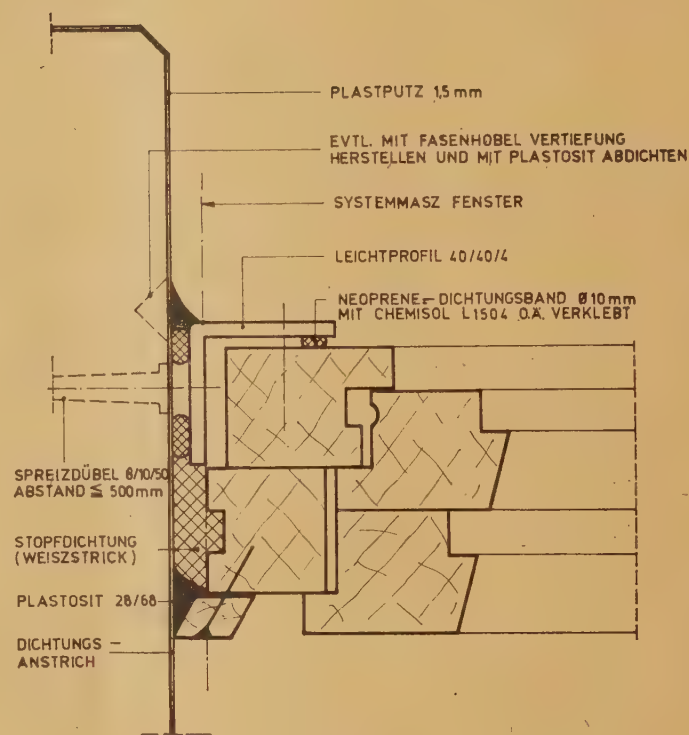 PLASTPUTZ 1,5 mm
EVTL. MIT FASENHOBEL VERTIEFUNG
HERSTELLEN UND MIT PLASTOSIT ABDICHTEN
SYSTEMMASZ FENSTER
LEICHTPROFIL 40/40/4
NEOPRENE-DICHTUNGSBAND Ø10mm
MIT CHEMISOL L1504 O.Ä. VERKLEBT
SPREIZDÜBEL 6/10/50
ABSTAND ≦ 500mm
STOPFDICHTUNG
(WEISZSTRICK)
PLASTOSIT 28/68
DICHTUNGS-
ANSTRICH